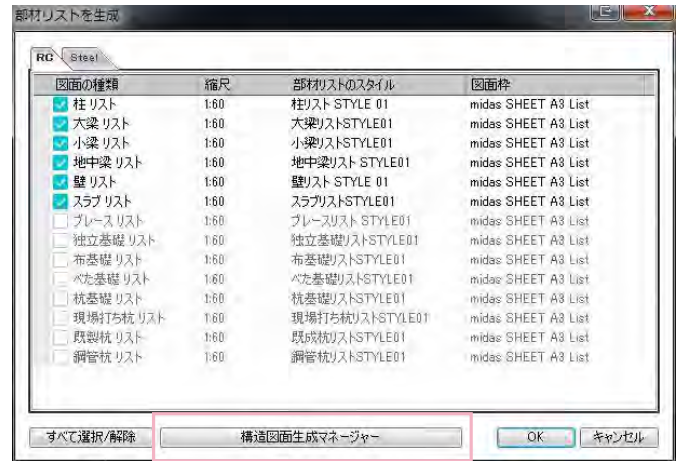 部材リストを生成
RC Steel
図面の種類 縮尺 部材リストのスタイル 図面枠
柱 リスト 1:60 柱リスト STYLE 01 midas SHEET A3 List
大梁 リスト 1:60 大梁リストSTYLE01 midas SHEET A3 List
小梁 リスト 1:60 小梁リストSTYLE01 midas SHEET A3 List
地中梁 リスト 1:60 地中梁リスト STYLE01 midas SHEET A3 List
壁 リスト 1:60 壁リスト STYLE 01 midas SHEET A3 List
スラブ リスト 1:60 スラブリストSTYLE01 midas SHEET A3 List
ブレース リスト 1:60 ブレースリスト STYLE01 midas SHEET A3 List
独立基礎 リスト 1:60 独立基礎リストSTYLE01 midas SHEET A3 List
布基礎 リスト 1:60 布基礎リストSTYLE01 midas SHEET A3 List
べた基礎 リスト 1:60 べた基礎リストSTYLE01 midas SHEET A3 List
杭基礎 リスト 1:60 杭基礎リストSTYLE01 midas SHEET A3 List
現場打ち杭 リスト 1:60 現場打ち杭リストSTYLE01 midas SHEET A3 List
既製杭 リスト 1:60 既成杭リストSTYLE01 midas SHEET A3 List
鋼管杭 リスト 1:60 鋼管杭リストSTYLE01 midas SHEET A3 List
すべて選択/解除 構造図面生成マネージャー OK キャンセル